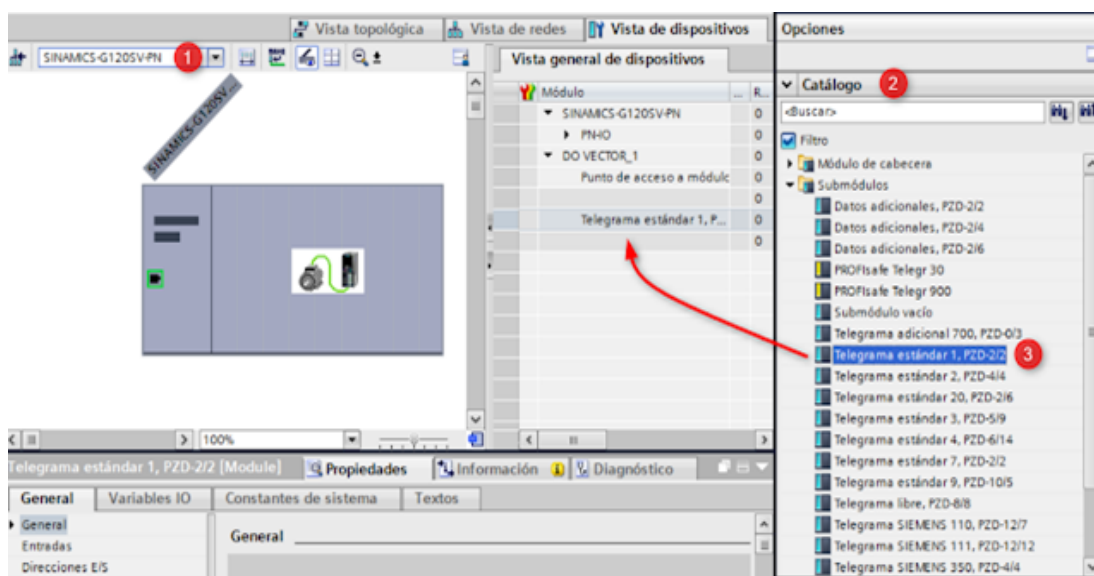 Vista topológica
Vista de redes
Vista de dispositivos
Opciones
SINAMICS-G120SV-PN
1
Vista general de dispositivos
Catálogo
2
Módulo
...
R...
<Buscar>
SINAMICS-G120SV-PN
0
Filtro
PN-IO
0
Módulo de cabecera
DO VECTOR_1
0
Submódulos
Punto de acceso a módulo
0
Datos adicionales, PZD-2/2
0
Datos adicionales, PZD-2/4
Telegrama estándar 1, P...
0
Datos adicionales, PZD-2/6
0
PROFIsafe Telegr 30
PROFIsafe Telegr 900
Submódulo vacío
Telegrama adicional 700, PZD-0/3
Telegrama estándar 1, PZD-2/2
3
Telegrama estándar 2, PZD-4/4
Telegrama estándar 20, PZD-2/6
Telegrama estándar 3, PZD-5/9
Telegrama estándar 4, PZD-6/14
Telegrama estándar 7, PZD-2/2
Telegrama estándar 9, PZD-10/5
Telegrama libre, PZD-8/8
Telegrama SIEMENS 110, PZD-12/7
Telegrama SIEMENS 111, PZD-12/12
Telegrama SIEMENS 350, PZD-4/4
SINAMICS-G120SV-...
100%
Telegrama estándar 1, PZD-2/2 [Module]
Propiedades
Información
Diagnóstico
General
Variables IO
Constantes de sistema
Textos
General
General
Entradas
Direcciones E/S